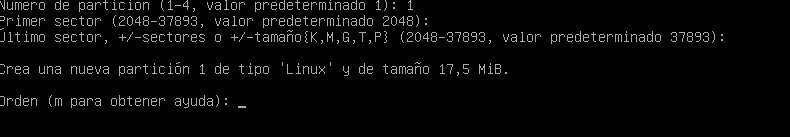 Numero de particion (1-4, valor predeterminado 1): 1
Primer sector (2048-37893, valor predeterminado 2048):
Último sector, +/-sectores o +/-tamaño{K,M,G,T,P} (2048-37893, valor predeterminado 37893):
Crea una nueva partición 1 de tipo 'Linux' y de tamaño 17,5 MiB.
Orden (m para obtener ayuda): _